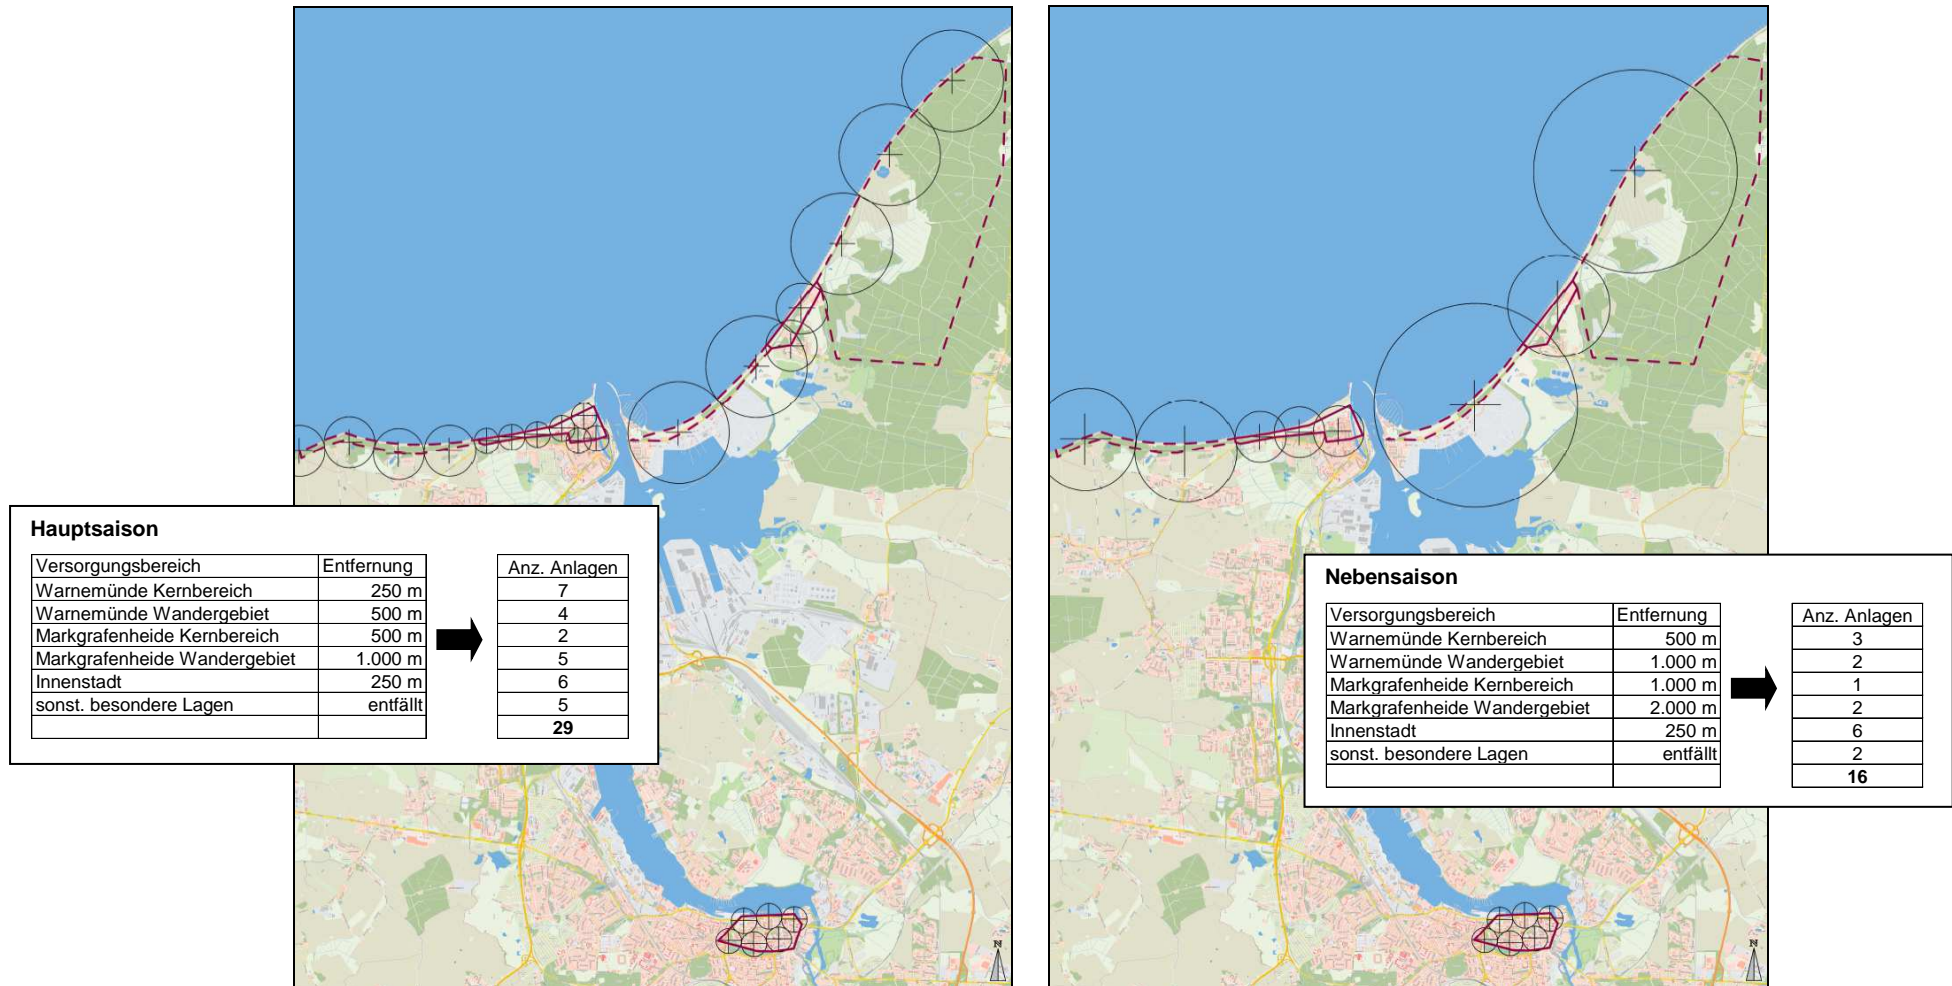 Hauptsaison
Versorgungsbereich Entfernung Anz. Anlagen
Warnemünde Kernbereich 250 m 7
Warnemünde Wandergebiet 500 m 4
Markgrafenheide Kernbereich 500 m 2
Markgrafenheide Wandergebiet 1.000 m 5
Innenstadt 250 m 6
sonst. besondere Lagen entfällt 5
29
N
Nebensaison
Versorgungsbereich Entfernung Anz. Anlagen
Warnemünde Kernbereich 500 m 3
Warnemünde Wandergebiet 1.000 m 2
Markgrafenheide Kernbereich 1.000 m 1
Markgrafenheide Wandergebiet 2.000 m 2
Innenstadt 250 m 6
sonst. besondere Lagen entfällt 2
16
N